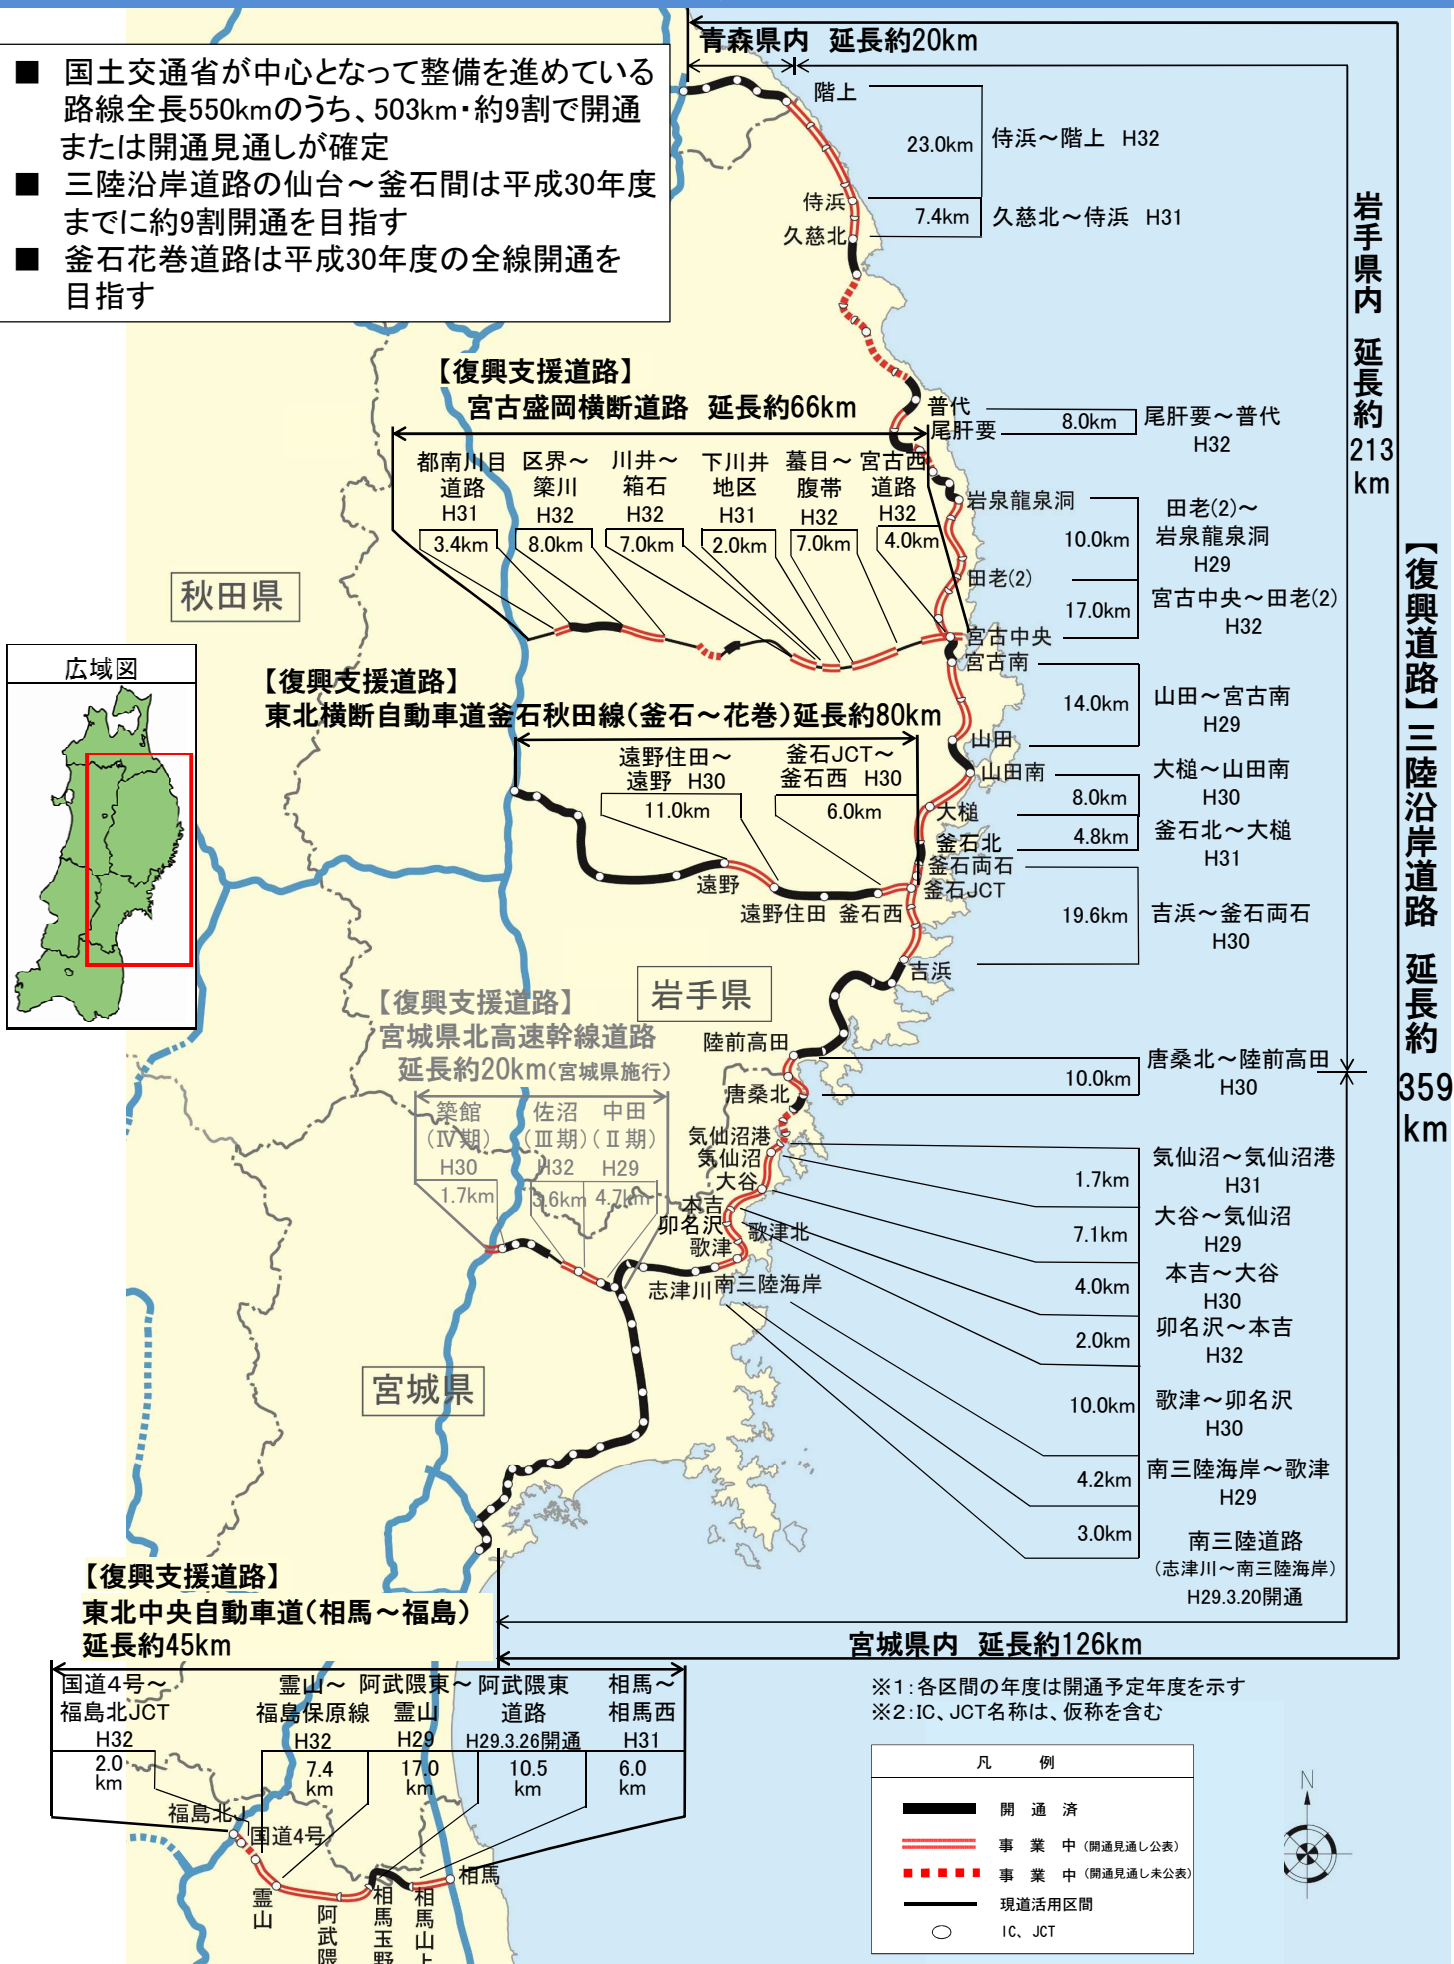 ■ 国土交通省が中心となって整備を進めている
路線全長550kmのうち、503km・約9割で開通
または開通見通しが確定
■ 三陸沿岸道路の仙台～釜石間は平成30年度
までに約9割開通を目指す
■ 釜石花巻道路は平成30年度の全線開通を
目指す
青森県内 延長約20km
階上
23.0km
侍浜～階上 H32
侍浜
7.4km
久慈北～侍浜 H31
久慈北
岩手県内 延長約
213
km
【復興支援道路】
宮古盛岡横断道路 延長約66km
都南川目
道路
H31
3.4km
区界～
簗川
H32
8.0km
川井～
箱石
H32
7.0km
下川井
地区
H31
2.0km
蟇目～
腹帯
H32
7.0km
宮古西
道路
H32
4.0km
普代
尾肝要
8.0km
尾肝要～普代
H32
岩泉龍泉洞
10.0km
田老(2)～
岩泉龍泉洞
H29
田老(2)
17.0km
宮古中央～田老(2)
H32
宮古中央
宮古南
14.0km
山田～宮古南
H29
山田
山田南
8.0km
大槌～山田南
H30
大槌
4.8km
釜石北～大槌
H31
釜石北
釜石両石
釜石JCT
19.6km
吉浜～釜石両石
H30
吉浜
【復興道路】三陸沿岸道路 延長約
359
km
秋田県
広域図
【復興支援道路】
東北横断自動車道釜石秋田線(釜石～花巻)延長約80km
遠野住田～
遠野 H30
11.0km
釜石JCT～
釜石西 H30
6.0km
遠野
遠野住田
釜石西
岩手県
【復興支援道路】
宮城県北高速幹線道路
延長約20km(宮城県施行)
築館
(Ⅳ期)
H30
1.7km
佐沼
(Ⅲ期)
H32
3.6km
中田
(Ⅱ期)
H29
4.7km
陸前高田
10.0km
唐桑北～陸前高田
H30
唐桑北
気仙沼港
気仙沼
大谷
本吉
卯名沢
歌津北
歌津
志津川
南三陸海岸
1.7km
気仙沼～気仙沼港
H31
7.1km
大谷～気仙沼
H29
4.0km
本吉～大谷
H30
2.0km
卯名沢～本吉
H32
10.0km
歌津～卯名沢
H30
4.2km
南三陸海岸～歌津
H29
3.0km
南三陸道路
(志津川～南三陸海岸)
H29.3.20開通
宮城県
宮城県内 延長約126km
【復興支援道路】
東北中央自動車道(相馬～福島)
延長約45km
国道4号～
福島北JCT
H32
2.0
km
霊山～
福島保原線
H32
7.4
km
阿武隈東～
霊山
H29
17.0
km
阿武隈東
道路
H29.3.26開通
10.5
km
相馬～
相馬西
H31
6.0
km
福島北J
国道4号
霊山
阿武隈
相馬玉野
相馬山上
相馬
※1:各区間の年度は開通予定年度を示す
※2:IC、JCT名称は、仮称を含む
凡 例
開 通 済
事 業 中(開通見通し公表)
事 業 中(開通見通し未公表)
現道活用区間
IC、JCT
N